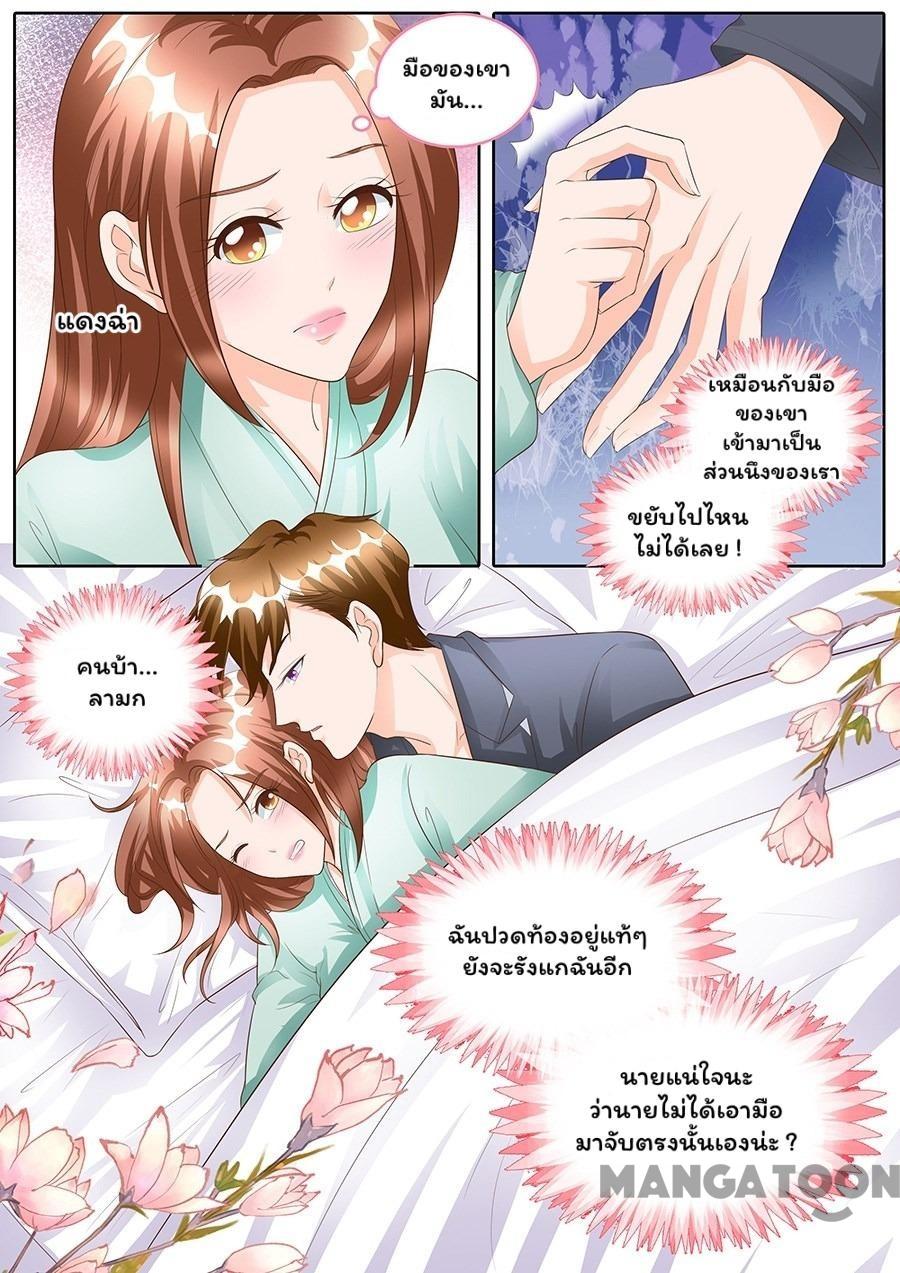 มือของเขา
มัน...
แดงฉ่า
เหมือนกับมือ
ของเขา
เข้ามาเป็น
ส่วนนึงของเรา
ขยับไปไหน
ไม่ได้เลย !
คนบ้า...
ลามก
ฉันปวดท้องอยู่แท้ๆ
ยังจะรังแกฉันอีก
นายแน่ใจนะ
ว่านายไม่ได้เอามือ
มาจับตรงนั้นเองน่ะ ?
MANGATOON